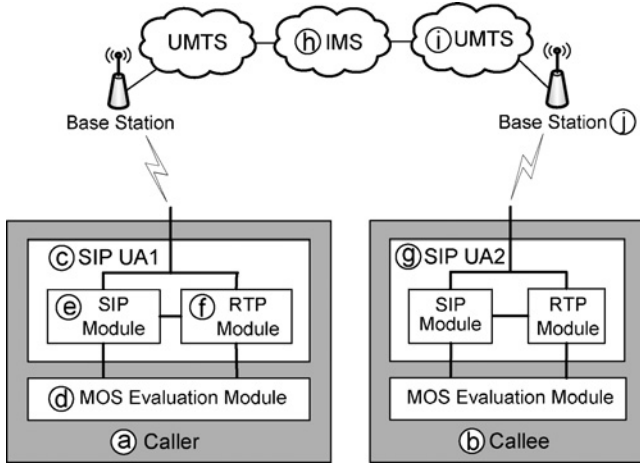 UMTS
ⓗ IMS
ⓘ UMTS
Base Station
Base Station ⓙ
ⓒ SIP UA1
ⓔ SIP
Module
ⓕ RTP
Module
ⓓ MOS Evaluation Module
ⓐ Caller
ⓖ SIP UA2
SIP
Module
RTP
Module
MOS Evaluation Module
ⓑ Callee